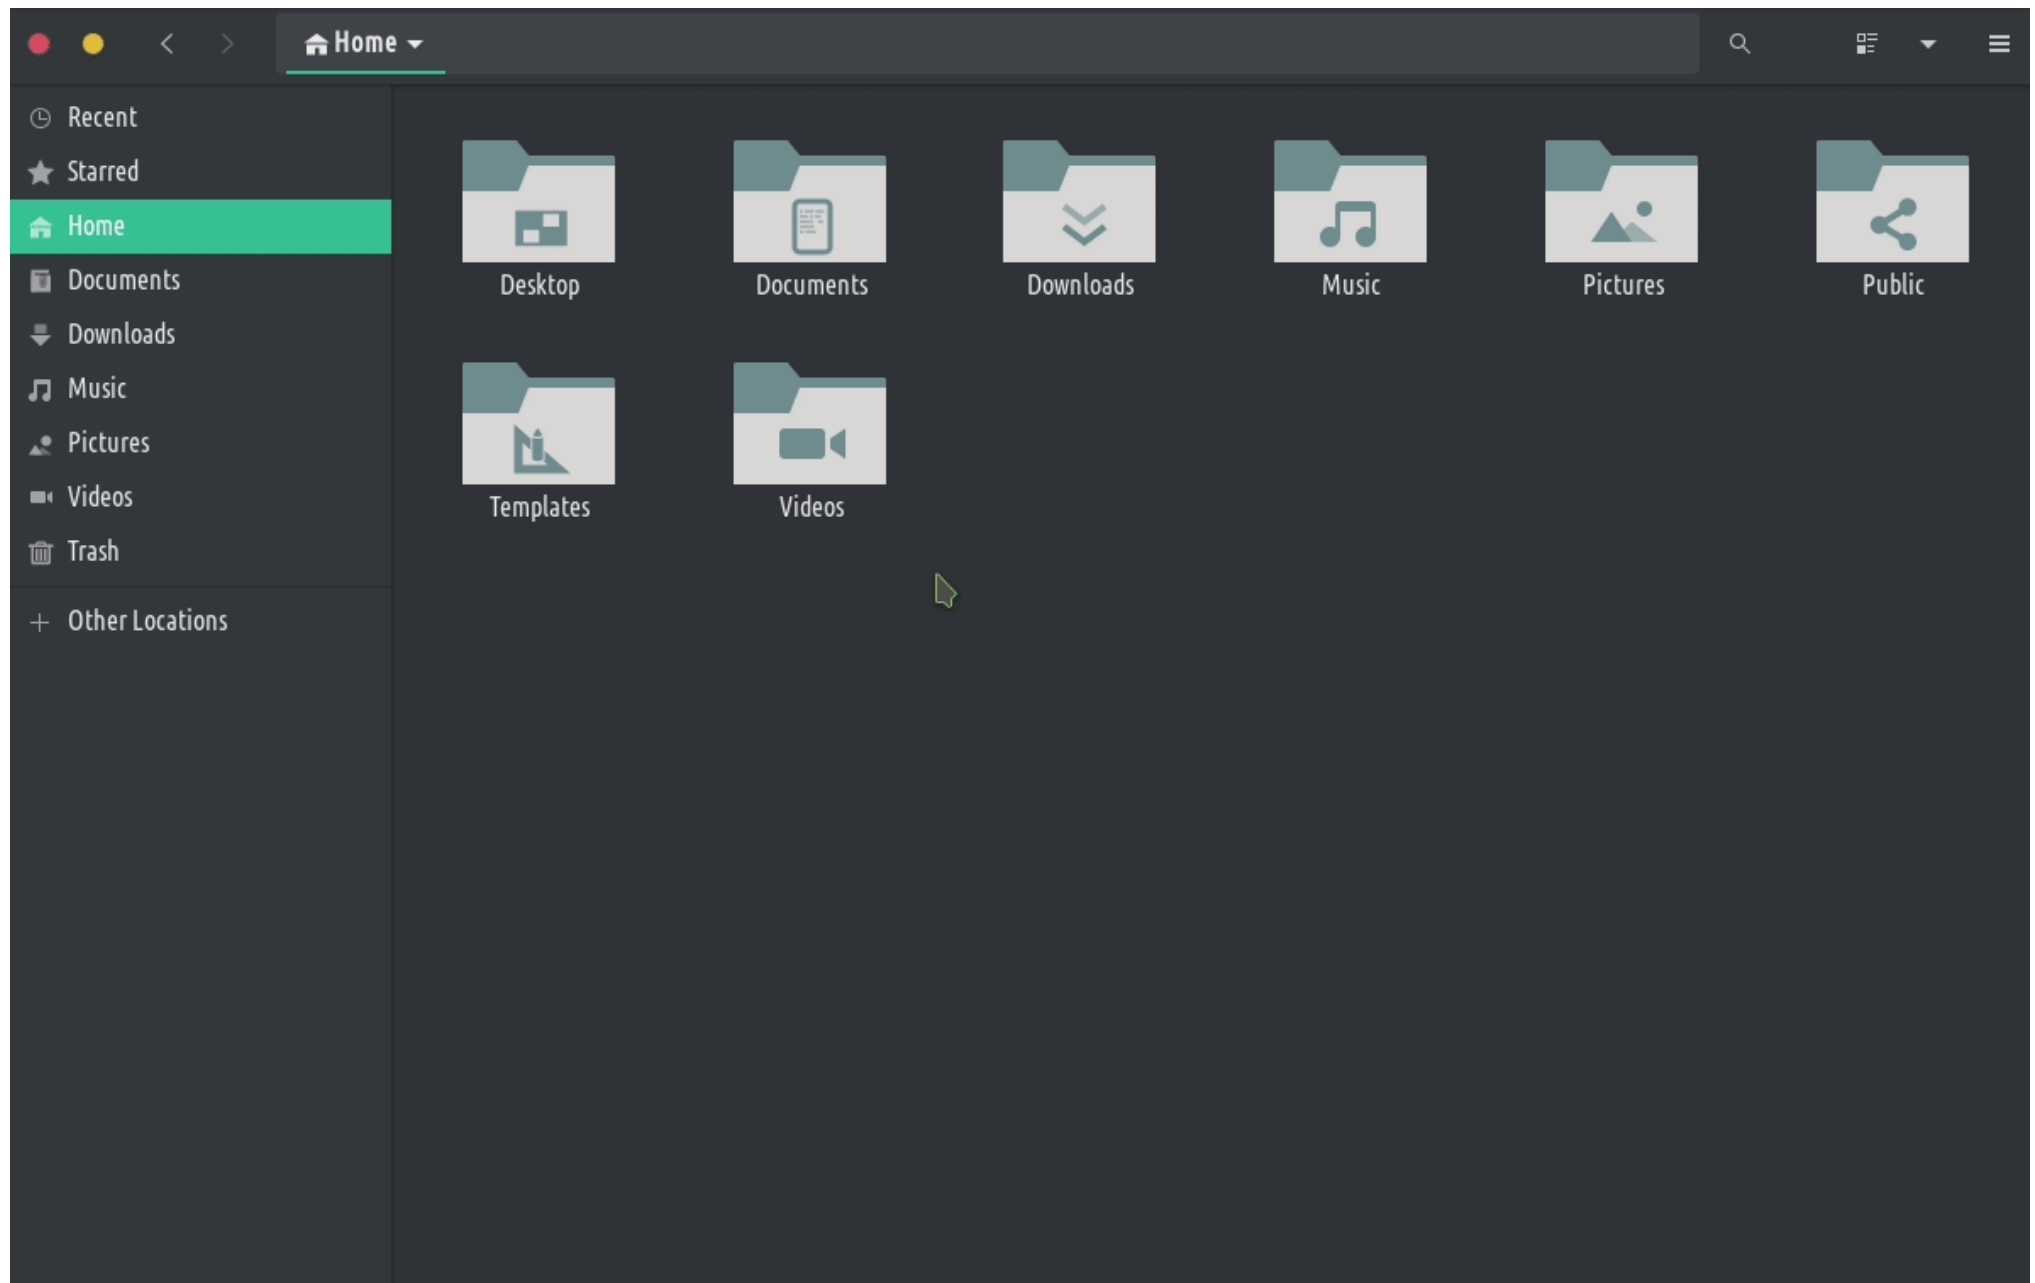 Home
Recent
Starred
Home
Documents
Downloads
Music
Pictures
Videos
Trash
Other Locations
Desktop
Documents
Downloads
Music
Pictures
Public
Templates
Videos